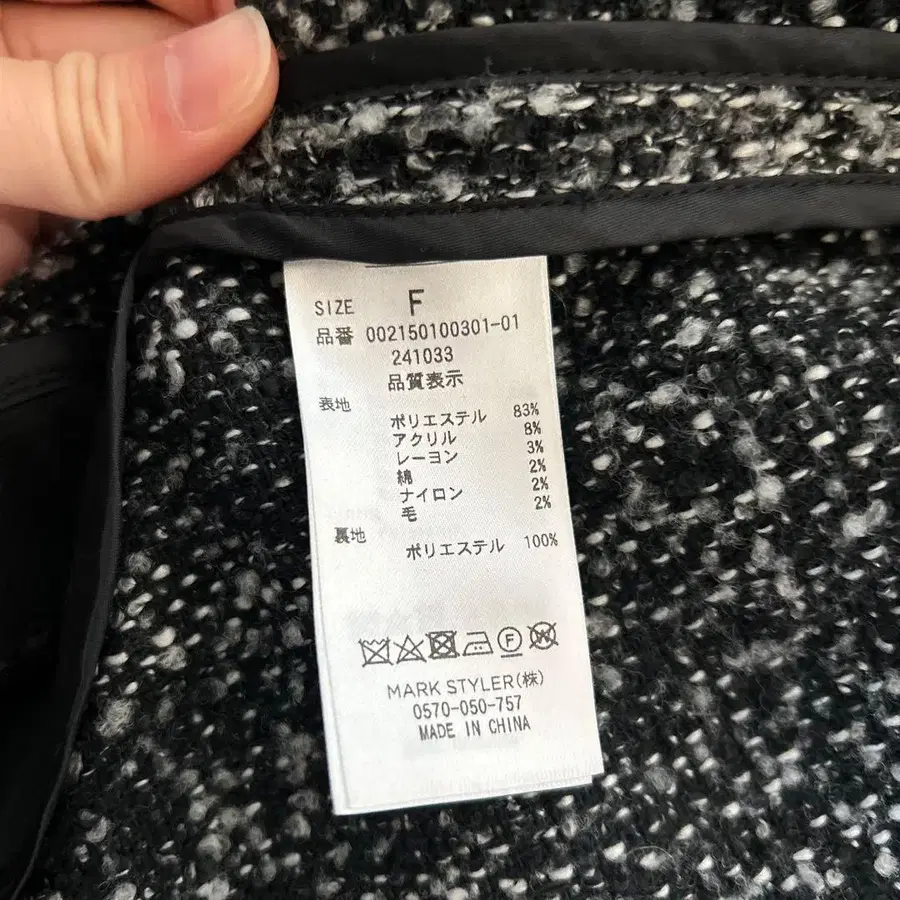 SIZE F
品番 002150100301-01
241033
品質表示
表地
ポリエステル 83%
アクリル 8%
レーヨン 3%
綿 2%
ナイロン 2%
毛 2%
裏地
ポリエステル 100%
F W
MARK STYLER(株)
0570-050-757
MADE IN CHINA